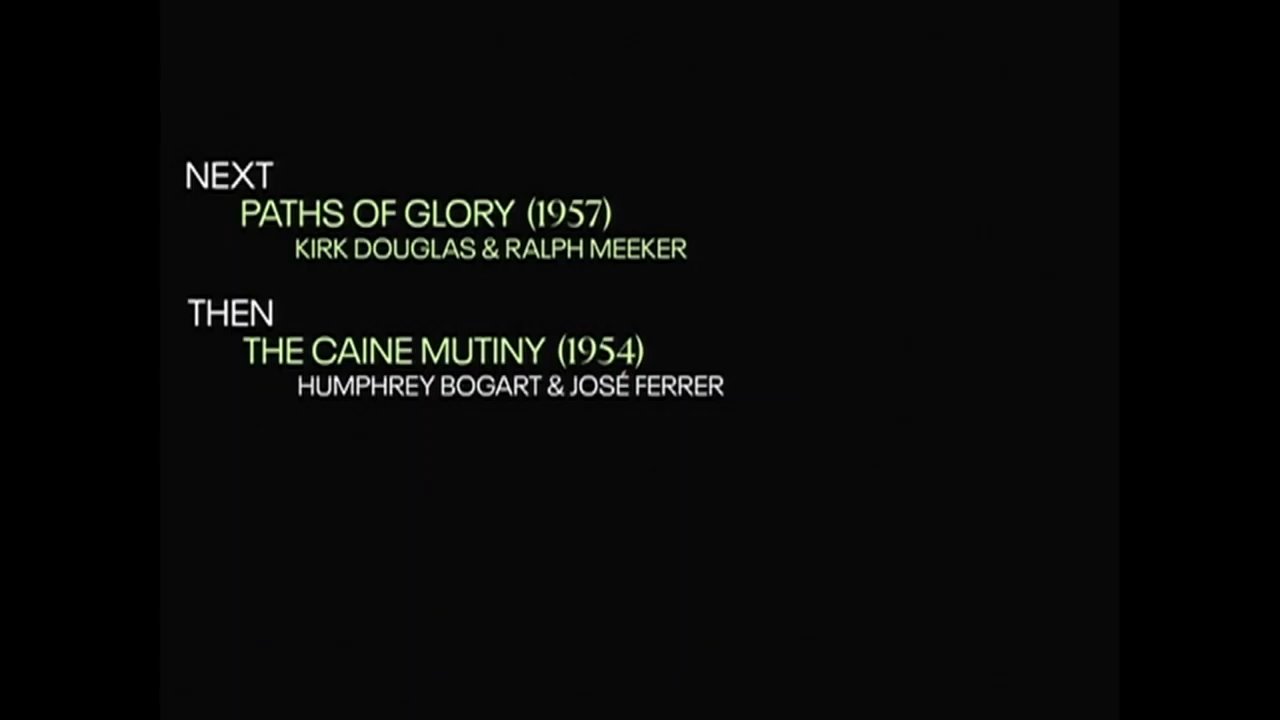 NEXT
PATHS OF GLORY (1957)
KIRK DOUGLAS & RALPH MEEKER
THEN
THE CAINE MUTINY (1954)
HUMPHREY BOGART & JOSÉ FERRER